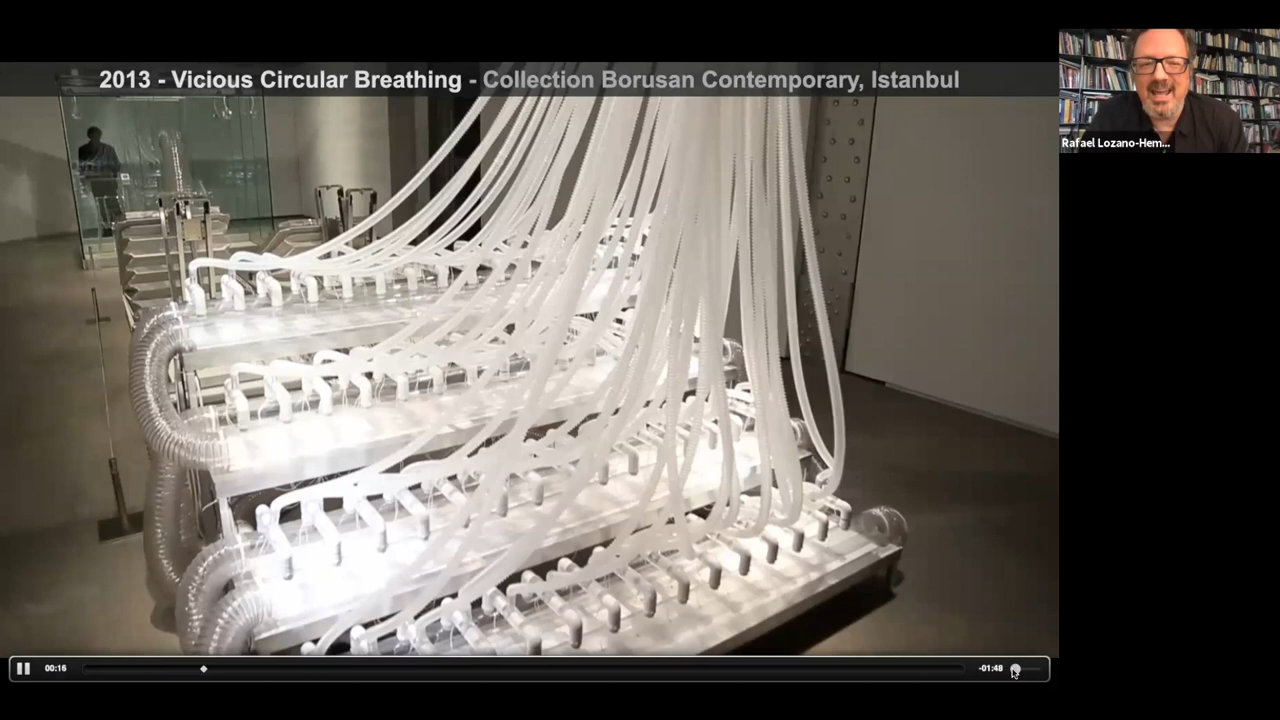 2013 - Vicious Circular Breathing - Collection Borusan Contemporary, Istanbul
Rafael Lozano-Hem...
00:16
-01:48